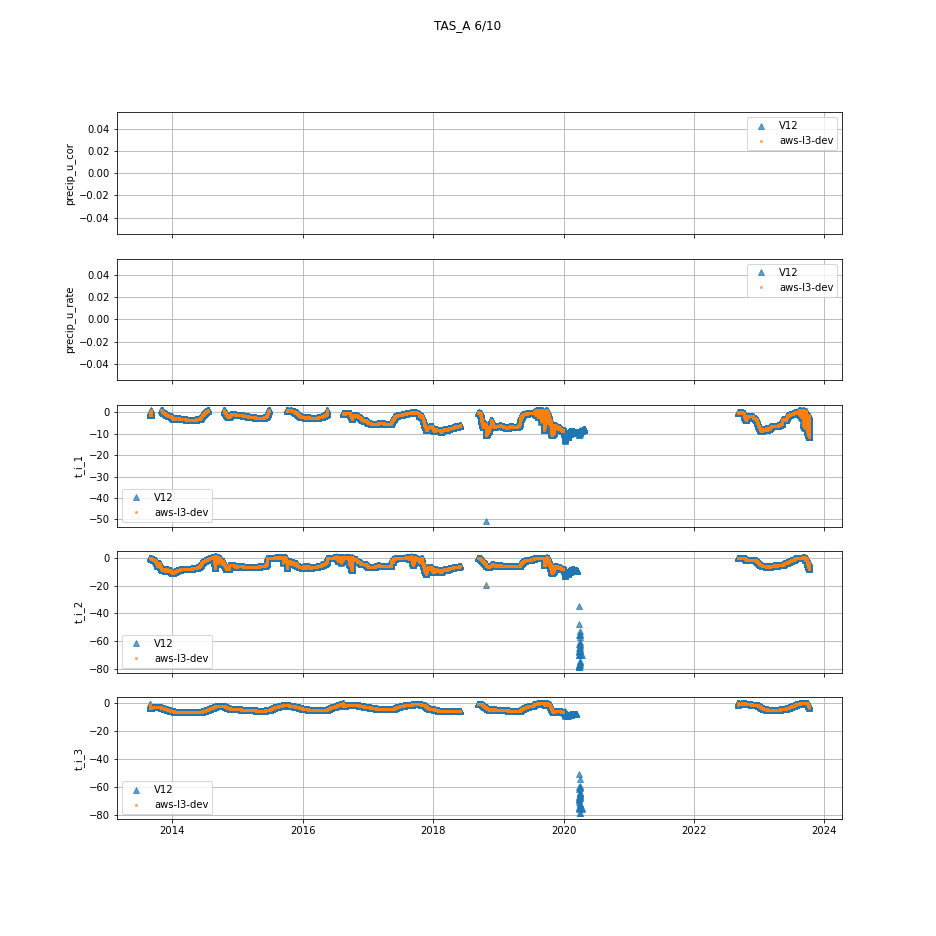 TAS_A 6/10
precip_u_cor
0.04
0.02
0.00
−0.02
−0.04
V12
aws-l3-dev
precip_u_rate
0.04
0.02
0.00
−0.02
−0.04
V12
aws-l3-dev
t_i_1
0
−10
−20
−30
−40
−50
V12
aws-l3-dev
t_i_2
0
−20
−40
−60
−80
V12
aws-l3-dev
t_i_3
0
−20
−40
−60
−80
V12
aws-l3-dev
2014 2016 2018 2020 2022 2024